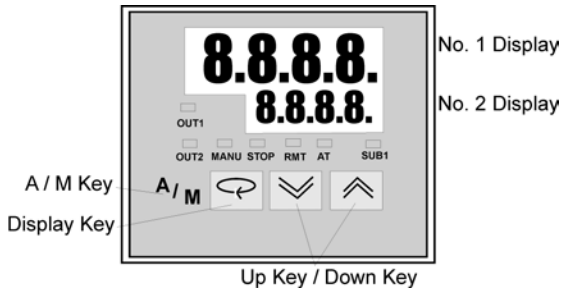 8.8.8.8. No. 1 Display
8.8.8.8. No. 2 Display
OUT1
OUT2 MANU STOP RMT AT SUB1
A / M Key A/M
Display Key
Up Key / Down Key